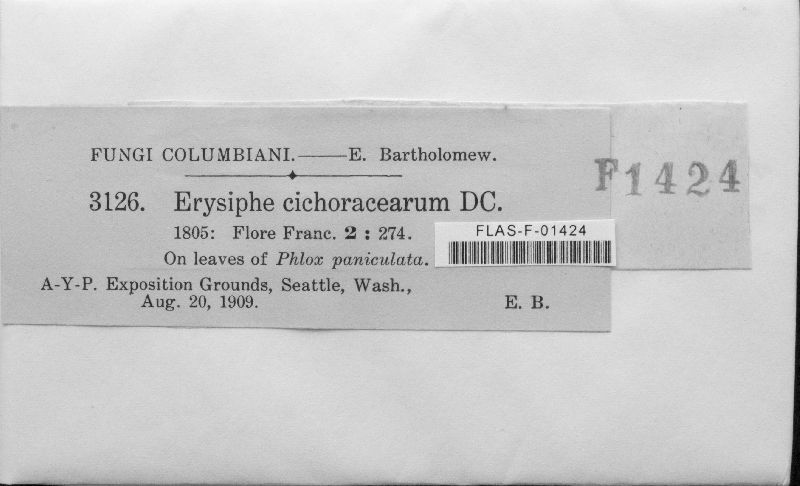 FUNGI COLUMBIANI.——E. Bartholomew.
3126. Erysiphe cichoracearum DC.
1805: Flore Franc. 2 : 274.
On leaves of Phlox paniculata.
A-Y-P. Exposition Grounds, Seattle, Wash.,
Aug. 20, 1909. E. B.
FLAS-F-01424
F1424